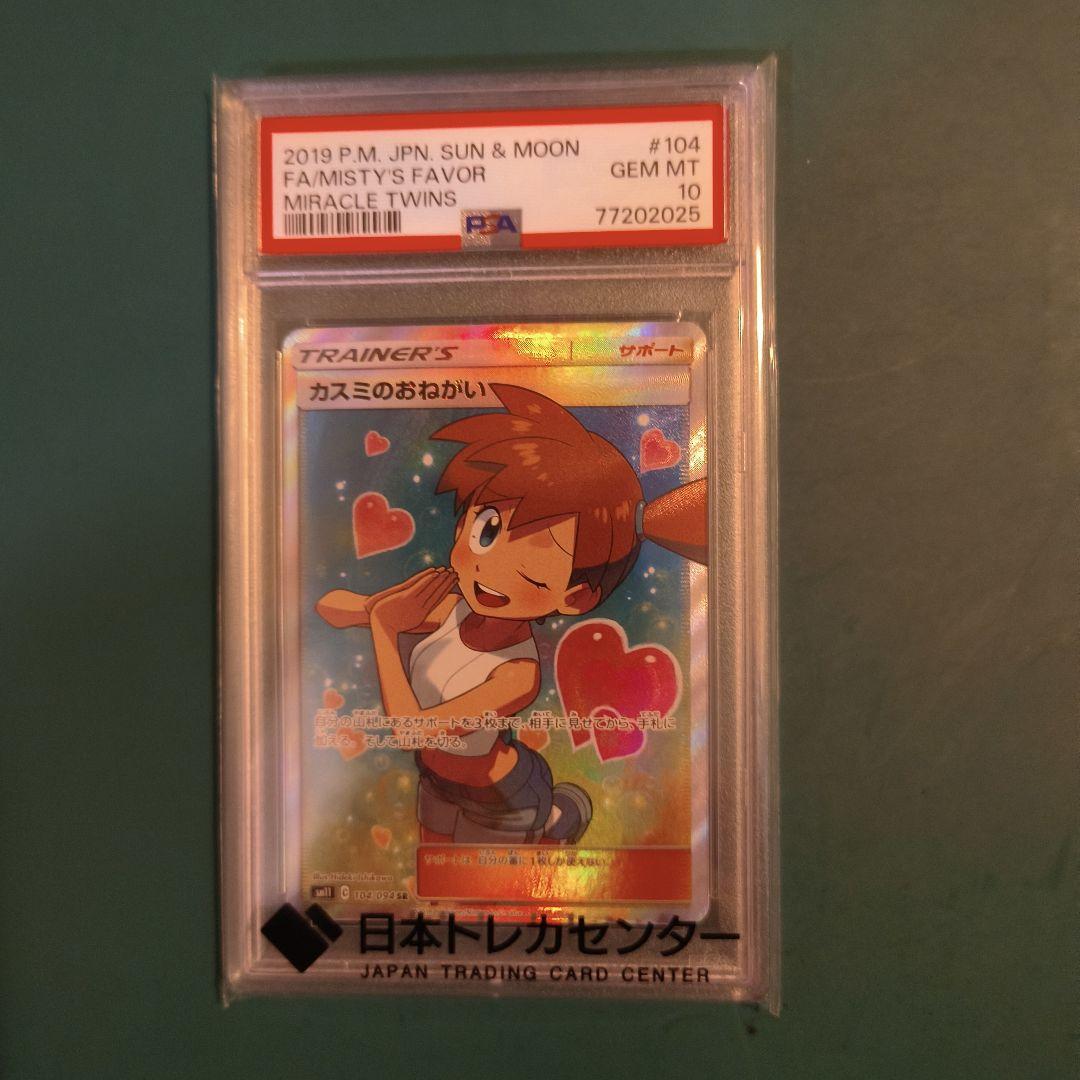 2019 P.M. JPN. SUN & MOON #104
FA/MISTY'S FAVOR GEM MT
MIRACLE TWINS 10
PSA 77202025
TRAINER'S サポート
カスミのおねがい
自分の山札にあるサポートを3枚まで、相手に見せてから、手札に
加える。そして山札を切る。
サポートは、自分の番に1枚しか使えない。
illus. Hideki Ishikawa
sm11 C 104/094 SR
日本トレカセンター
JAPAN TRADING CARD CENTER